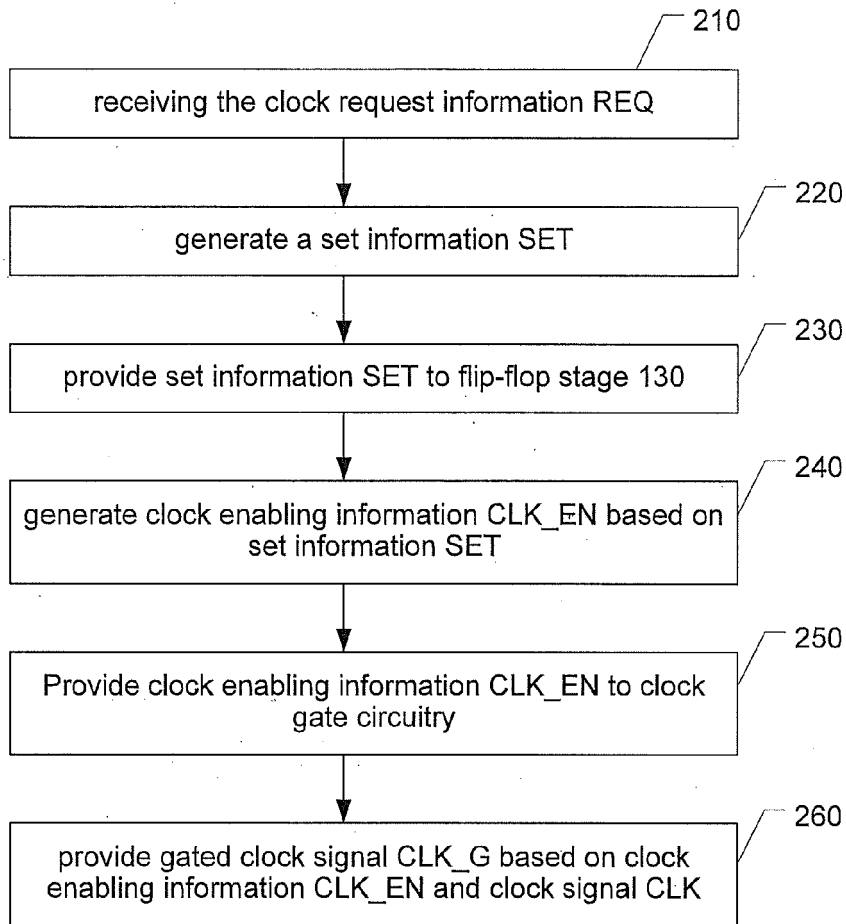 210
receiving the clock request information REQ
220
generate a set information SET
230
provide set information SET to flip-flop stage 130
240
generate clock enabling information CLK_EN based on
set information SET
250
Provide clock enabling information CLK_EN to clock
gate circuitry
260
provide gated clock signal CLK_G based on clock
enabling information CLK_EN and clock signal CLK